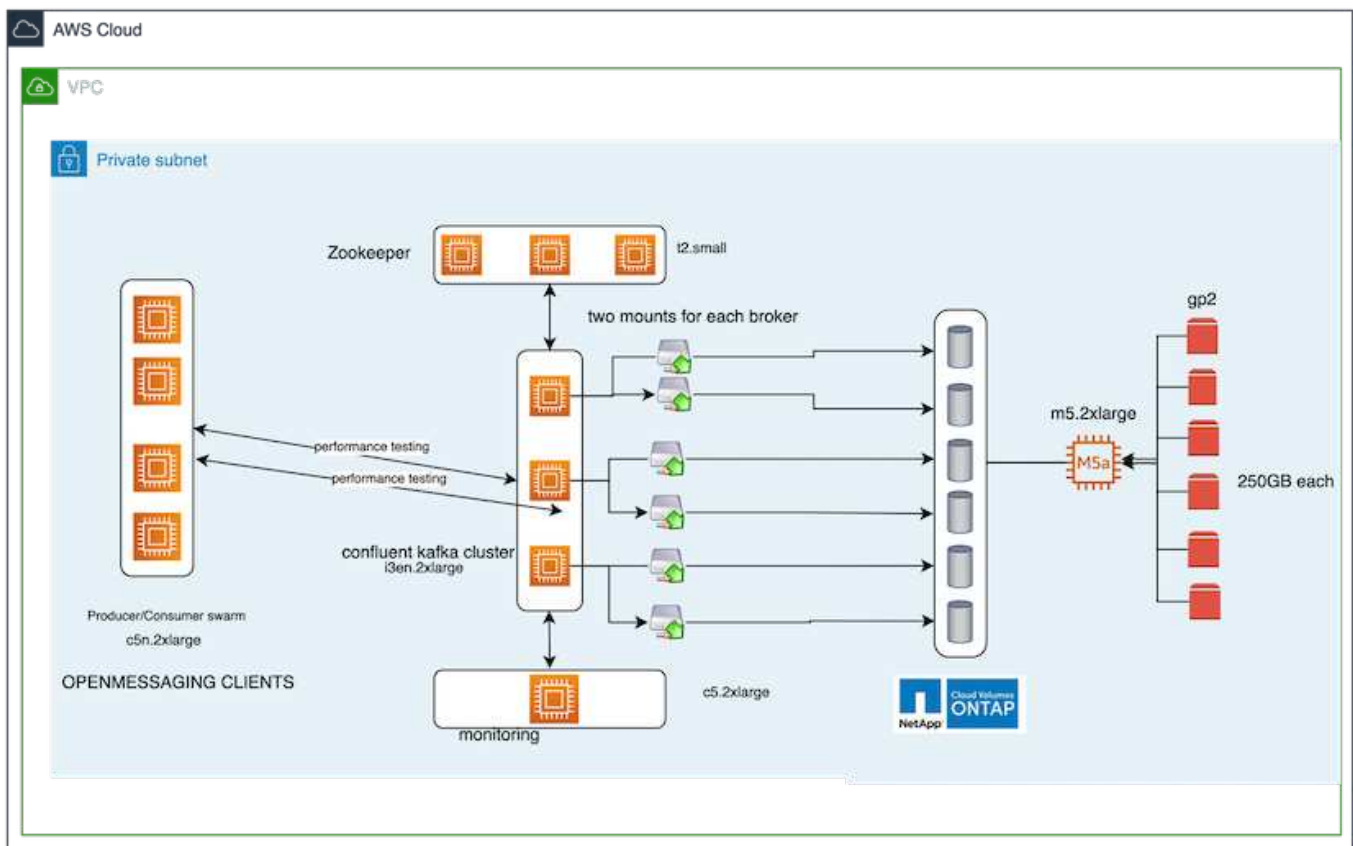 AWS Cloud
VPC
Private subnet
Zookeeper
t2.small
two mounts for each broker
gp2
m5.2xlarge
M5a
250GB each
performance testing
performance testing
confluent kafka cluster
i3en.2xlarge
Producer/Consumer swarm
c5n.2xlarge
OPENMESSAGING CLIENTS
c5.2xlarge
monitoring
NetApp
Cloud Volumes
ONTAP